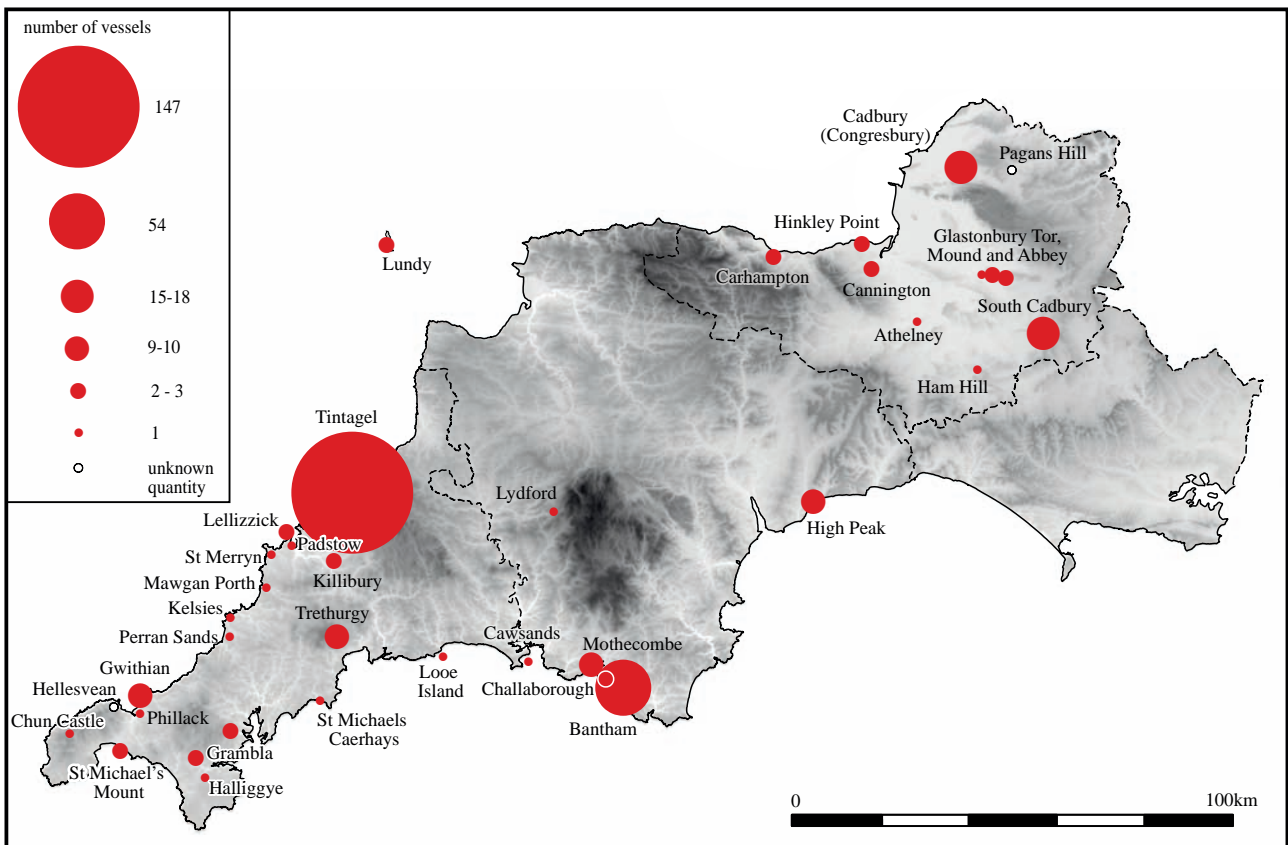 number of vessels
147
54
15-18
9-10
2 - 3
1
unknown
quantity
Cadbury
(Congresbury)
Pagans Hill
Hinkley Point
Glastonbury Tor,
Mound and Abbey
Lundy
Carhampton
Cannington
South Cadbury
Athelney
Ham Hill
Tintagel
Lydford
High Peak
Lellizzick
Padstow
St Merryn
Killibury
Mawgan Porth
Kelsies
Trethurgy
Perran Sands
Cawsands
Mothecombe
Gwithian
Looe
Island
Challaborough
Hellesvean
Phillack
St Michaels
Caerhays
Bantham
Chun Castle
Grambla
St Michael's
Mount
Halliggye
0
100km